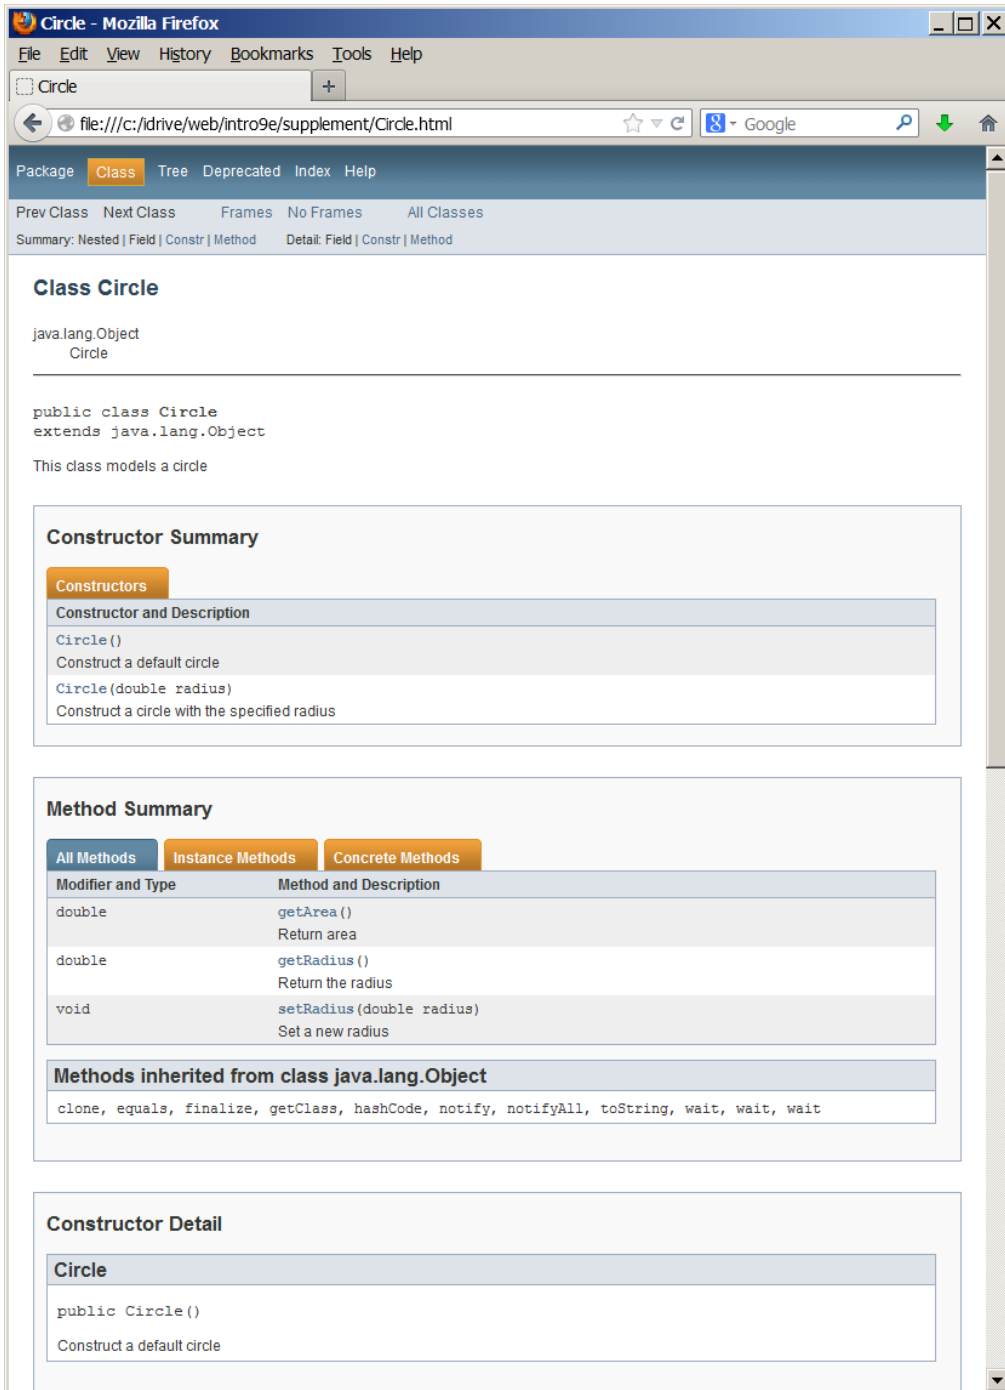 Circle - Mozilla Firefox
File Edit View History Bookmarks Tools Help
Circle +
file:///c:/idrive/web/intro9e/supplement/Circle.html 8 Google
Package Class Tree Deprecated Index Help
Prev Class Next Class Frames No Frames All Classes
Summary: Nested | Field | Constr | Method Detail: Field | Constr | Method
Class Circle
java.lang.Object
Circle
public class Circle
extends java.lang.Object
This class models a circle
Constructor Summary
Constructors
Constructor and Description
Circle()
Construct a default circle
Circle(double radius)
Construct a circle with the specified radius
Method Summary
All Methods Instance Methods Concrete Methods
Modifier and Type Method and Description
double getArea()
Return area
double getRadius()
Return the radius
void setRadius(double radius)
Set a new radius
Methods inherited from class java.lang.Object
clone, equals, finalize, getClass, hashCode, notify, notifyAll, toString, wait, wait, wait
Constructor Detail
Circle
public Circle()
Construct a default circle